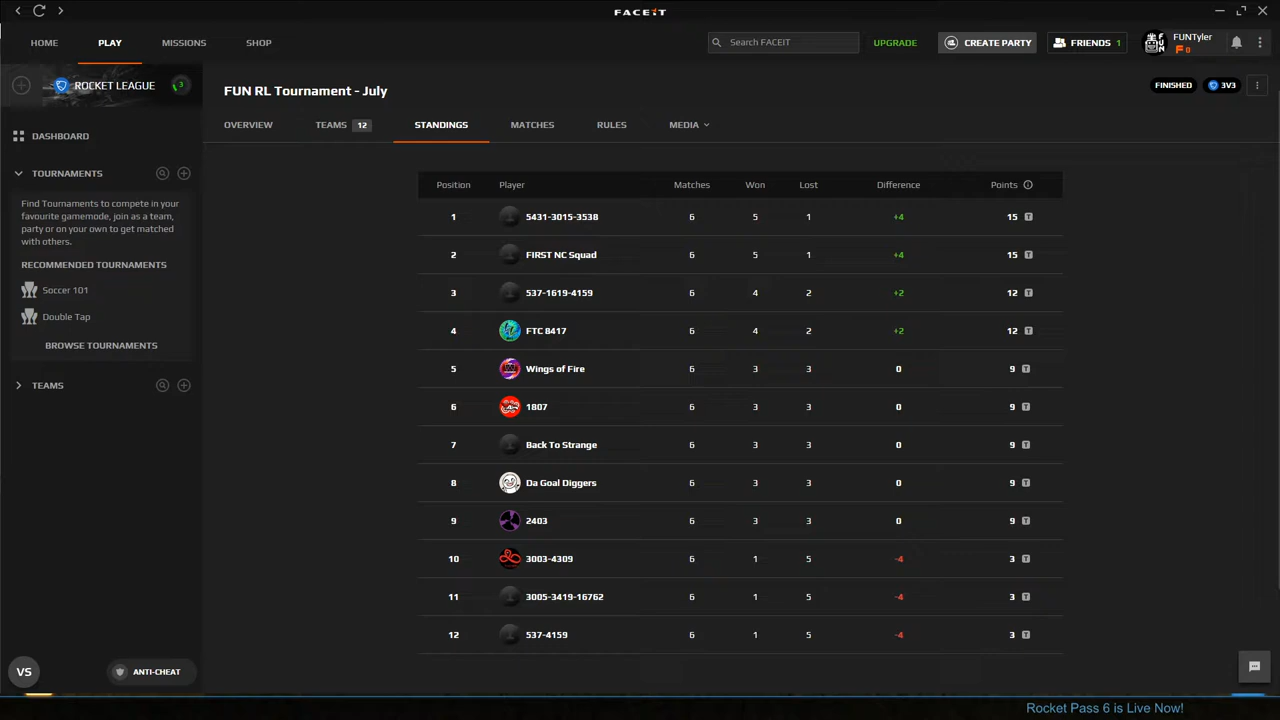 FACEIT
HOME PLAY MISSIONS SHOP
Search FACEIT
UPGRADE
CREATE PARTY
FRIENDS 1
FUNTyler
0
ROCKET LEAGUE 3
DASHBOARD
TOURNAMENTS
Find Tournaments to compete in your
favourite gamemode, join as a team,
party or on your own to get matched
with others.
RECOMMENDED TOURNAMENTS
Soccer 101
Double Tap
BROWSE TOURNAMENTS
TEAMS
VS
ANTI-CHEAT
FUN RL Tournament - July
FINISHED
3V3
OVERVIEW TEAMS 12 STANDINGS MATCHES RULES MEDIA
Position Player Matches Won Lost Difference Points
1 5431-3015-3538 6 5 1 +4 15 T
2 FIRST NC Squad 6 5 1 +4 15 T
3 537-1619-4159 6 4 2 +2 12 T
4 FTC 8417 6 4 2 +2 12 T
5 Wings of Fire 6 3 3 0 9 T
6 1807 6 3 3 0 9 T
7 Back To Strange 6 3 3 0 9 T
8 Da Goal Diggers 6 3 3 0 9 T
9 2403 6 3 3 0 9 T
10 3003-4309 6 1 5 -4 3 T
11 3005-3419-16762 6 1 5 -4 3 T
12 537-4159 6 1 5 -4 3 T
Rocket Pass 6 is Live Now!